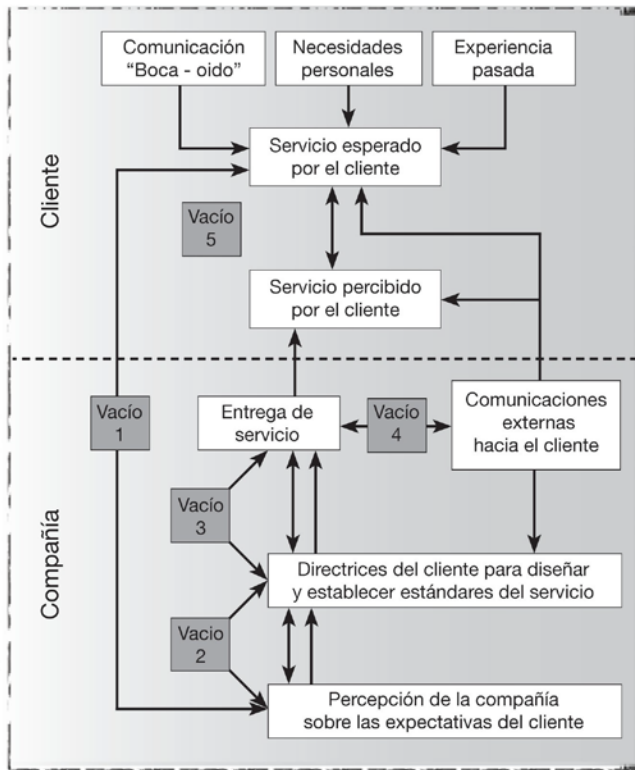 Comunicación
“Boca - oido”
Necesidades
personales
Experiencia
pasada
Servicio esperado
por el cliente
Cliente
Vacío
5
Servicio percibido
por el cliente
Vacío
1
Entrega de
servicio
Vacío
4
Comunicaciones
externas
hacia el cliente
Compañía
Vacío
3
Directrices del cliente para diseñar
y establecer estándares del servicio
Vacio
2
Percepción de la compañía
sobre las expectativas del cliente